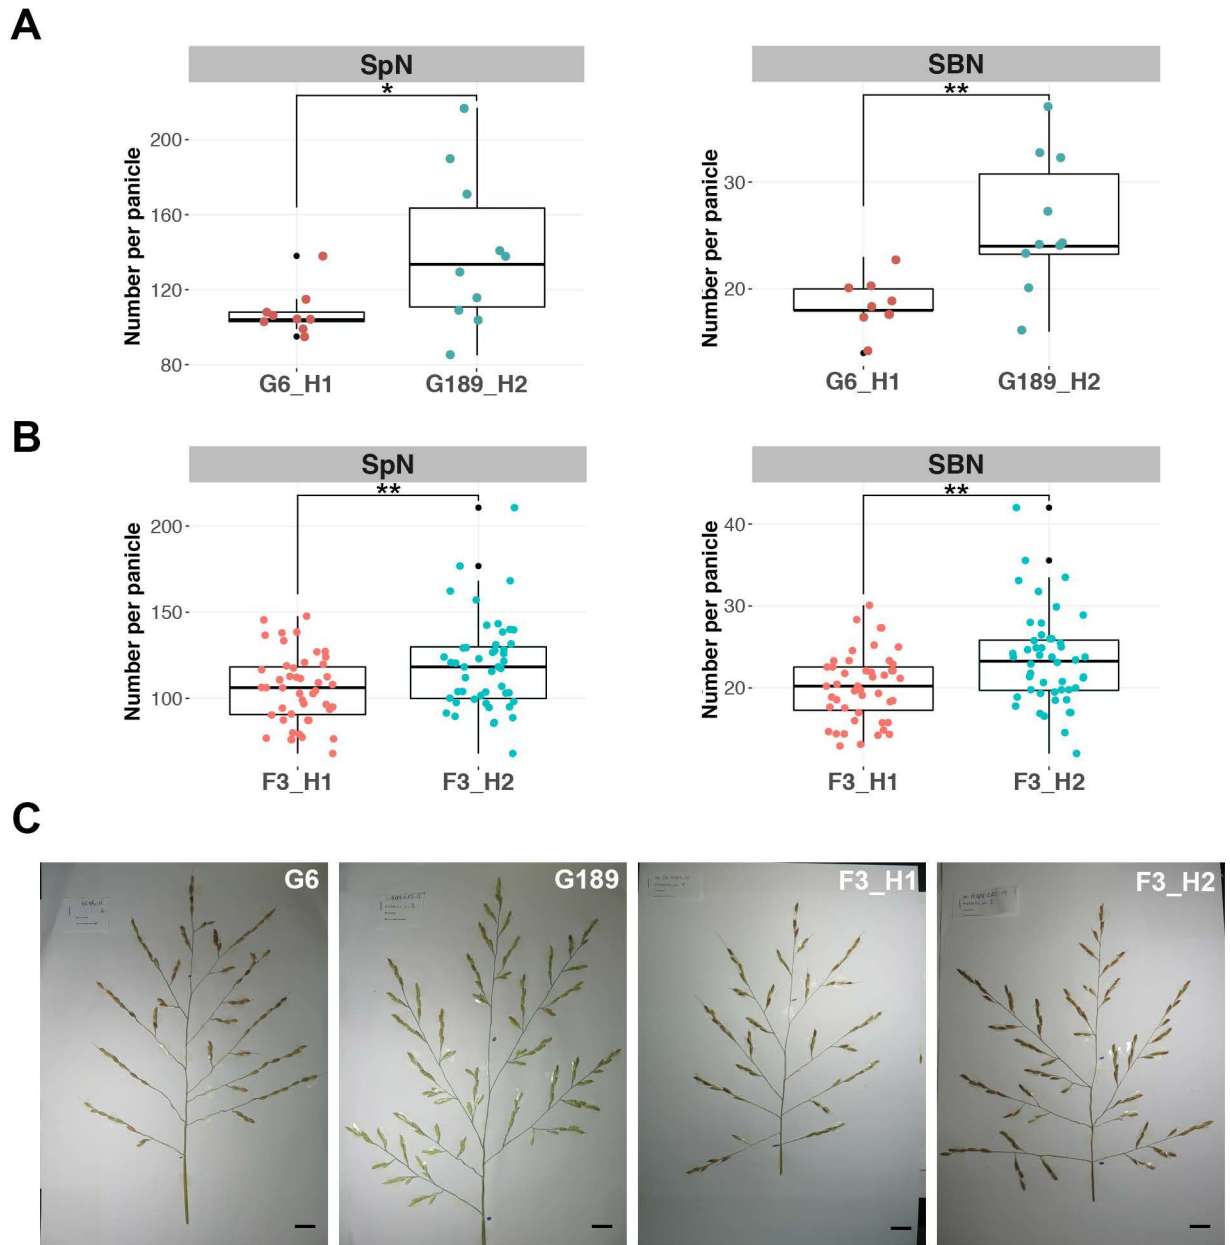 A
SpN
SBN
*
**
Number per panicle
200
160
120
80
G6_H1
G189_H2
Number per panicle
30
20
G6_H1
G189_H2
B
SpN
SBN
**
**
Number per panicle
200
150
100
F3_H1
F3_H2
Number per panicle
40
30
20
F3_H1
F3_H2
C
G6
G189
F3_H1
F3_H2